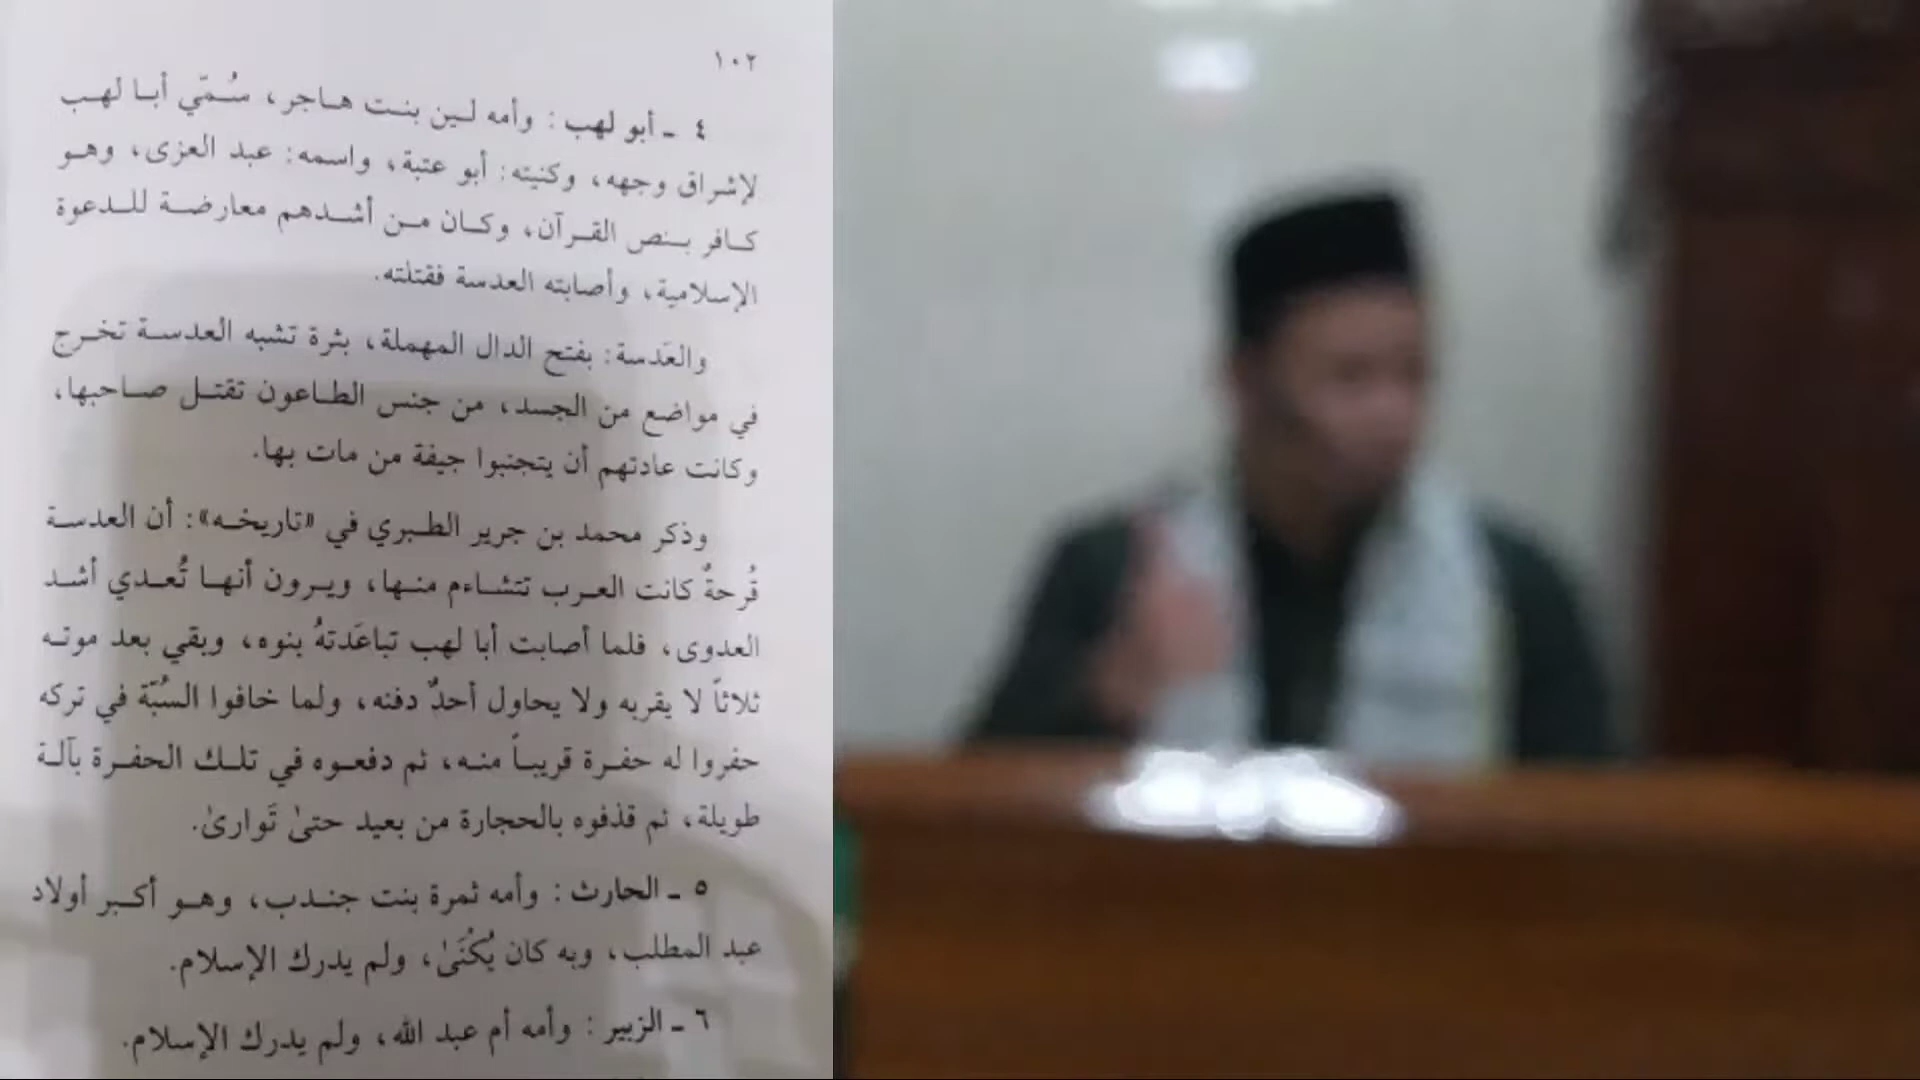 ١٠٢
٤ ـ أبو لهب : وأمه لبن بنت هاجر، سُمّي أبا لهب
لإشراق وجهه، وكنيته: أبو عتبة، واسمه: عبد العزى، وهو
كافر بنص القرآن، وكان من أشدهم معارضة للدعوة
الإسلامية، وأصابته العدسة فقتلته.
والعَدسة: بفتح الدال المهملة، بثرة تشبه العدسة تخرج
في مواضع من الجسد، من جنس الطاعون تقتل صاحبها،
وكانت عادتهم أن يتجنبوا جيفة من مات بها.
وذكر محمد بن جرير الطبري في «تاريخه»: أن العدسة
قُرحةٌ كانت العرب تتشاءم منها، ويرون أنها تُعدي أشد
العدوى، فلما أصابت أبا لهب تباعَدتهُ بنوه، وبقي بعد موته
ثلاثاً لا يقربه ولا يحاول أحدٌ دفنه، ولما خافوا السُبّة في تركه
حفروا له حفرة قريباً منه، ثم دفعوه في تلك الحفرة بآلة
طويلة، ثم قذفوه بالحجارة من بعيد حتىٰ تَوارىٰ.
٥ ـ الحارث : وأمه ثمرة بنت جندب، وهو أكبر أولاد
عبد المطلب، وبه كان يُكْنَىٰ، ولم يدرك الإسلام.
٦ ـ الزبير : وأمه أم عبد الله، ولم يدرك الإسلام.